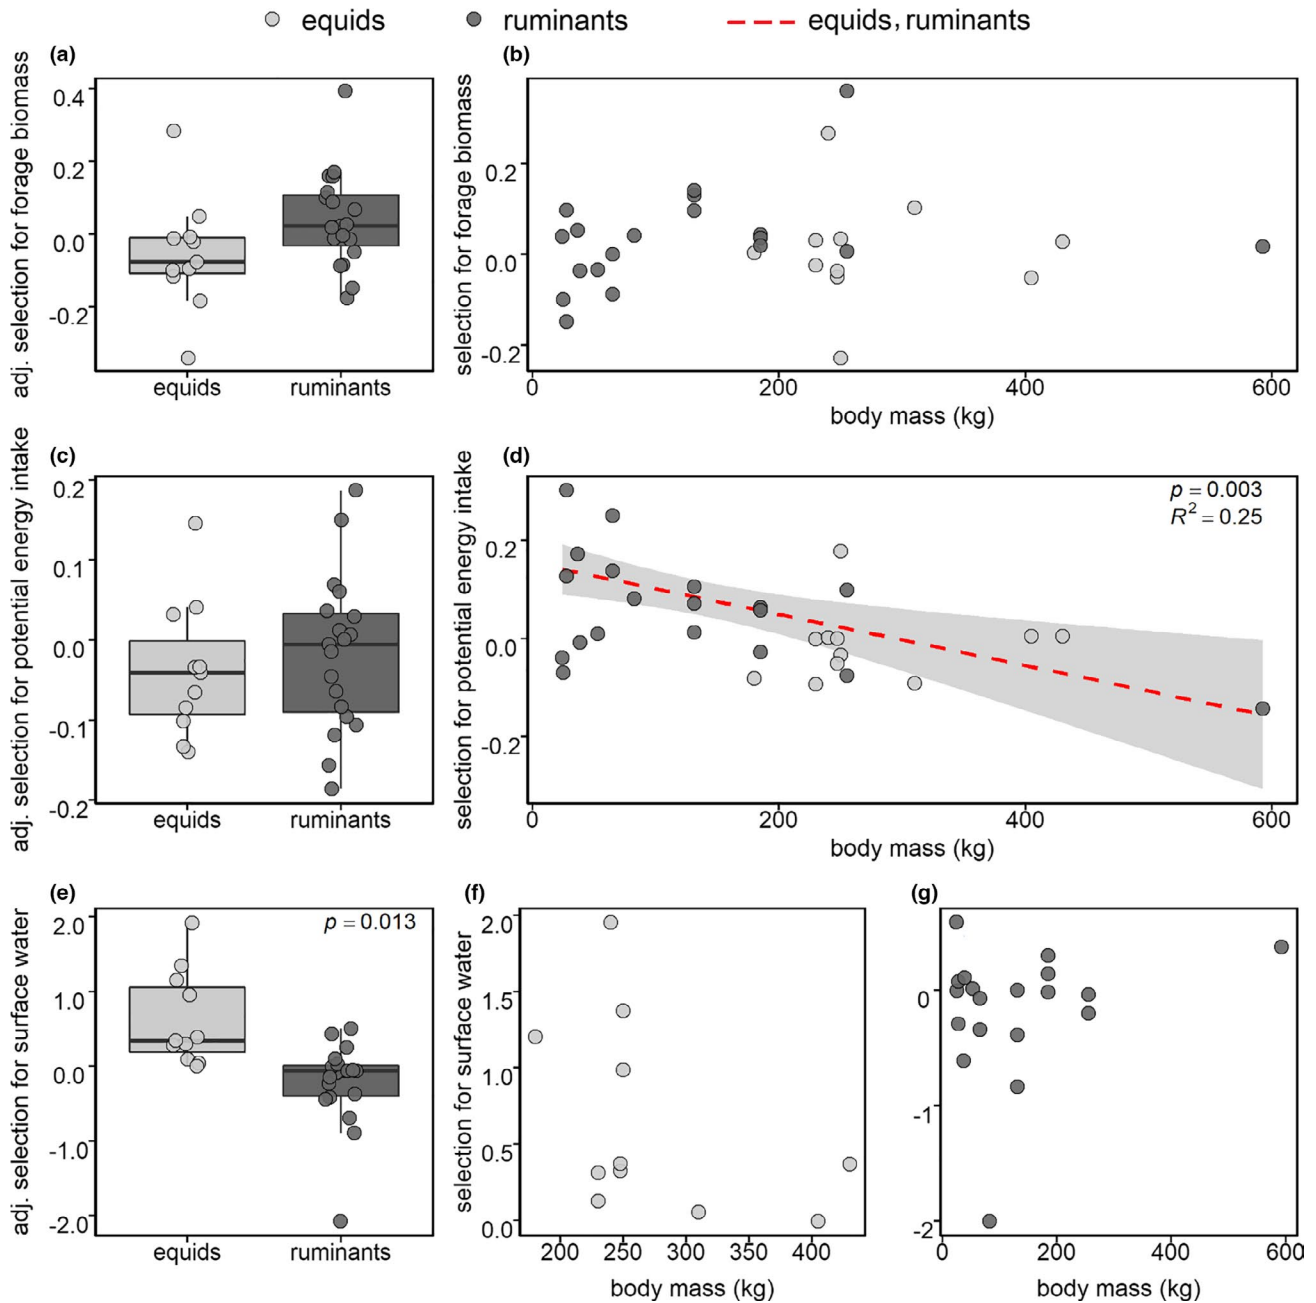 equids ruminants equids, ruminants
(a)
adj. selection for forage biomass
0.4
0.2
0.0
-0.2
equids ruminants
(b)
selection for forage biomass
0.2
0.0
-0.2
0 200 400 600
body mass (kg)
(c)
adj. selection for potential energy intake
0.2
0.1
0.0
-0.1
-0.2
equids ruminants
(d)
selection for potential energy intake
p = 0.003
R² = 0.25
0.2
0.0
-0.2
0 200 400 600
body mass (kg)
(e)
adj. selection for surface water
p = 0.013
2.0
1.0
0.0
-1.0
-2.0
equids ruminants
(f)
selection for surface water
2.0
1.5
1.0
0.5
0.0
200 250 300 350 400
body mass (kg)
(g)
0
-1
-2
0 200 400 600
body mass (kg)